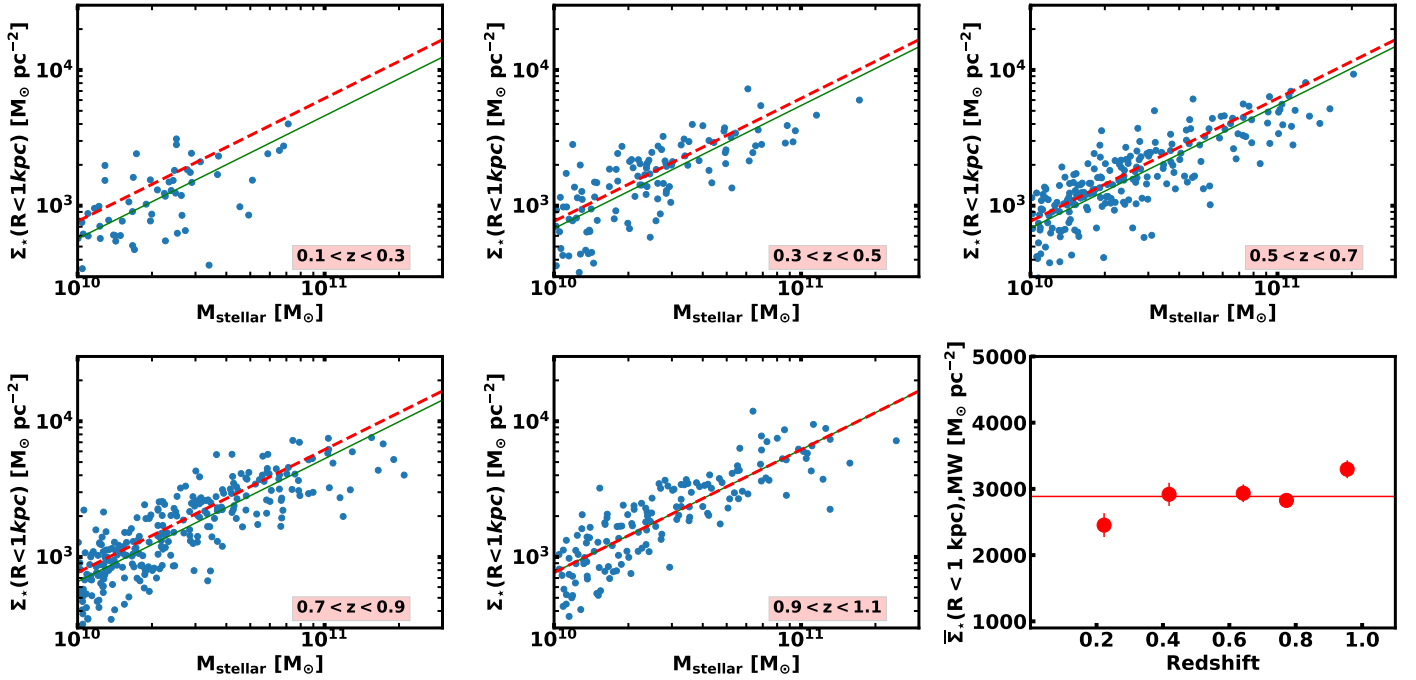 Σ⋆(R<1kpc) [M⊙ pc⁻²]
10⁴
10³
0.1 < z < 0.3
10¹⁰
10¹¹
M_stellar [M⊙]
Σ⋆(R<1kpc) [M⊙ pc⁻²]
10⁴
10³
0.3 < z < 0.5
10¹⁰
10¹¹
M_stellar [M⊙]
Σ⋆(R<1kpc) [M⊙ pc⁻²]
10⁴
10³
0.5 < z < 0.7
10¹⁰
10¹¹
M_stellar [M⊙]
Σ⋆(R<1kpc) [M⊙ pc⁻²]
10⁴
10³
0.7 < z < 0.9
10¹⁰
10¹¹
M_stellar [M⊙]
Σ⋆(R<1kpc) [M⊙ pc⁻²]
10⁴
10³
0.9 < z < 1.1
10¹⁰
10¹¹
M_stellar [M⊙]
Σ̅⋆(R < 1 kpc),MW [M⊙ pc⁻²]
5000
4000
3000
2000
1000
0.2 0.4 0.6 0.8 1.0
Redshift